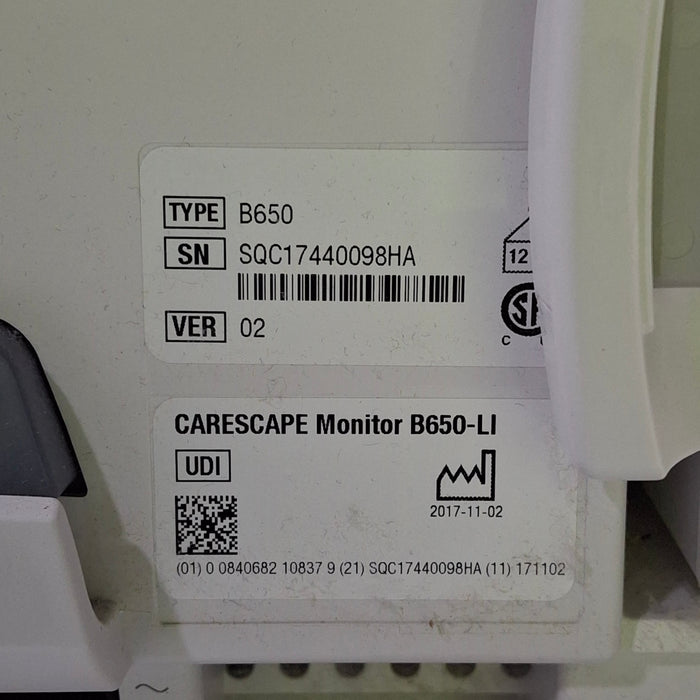 TYPE B650
SN SQC17440098HA
12
VER 02
C
CARESCAPE Monitor B650-LI
UDI
2017-11-02
(01) 0 0840682 10837 9 (21) SQC17440098HA (11) 171102